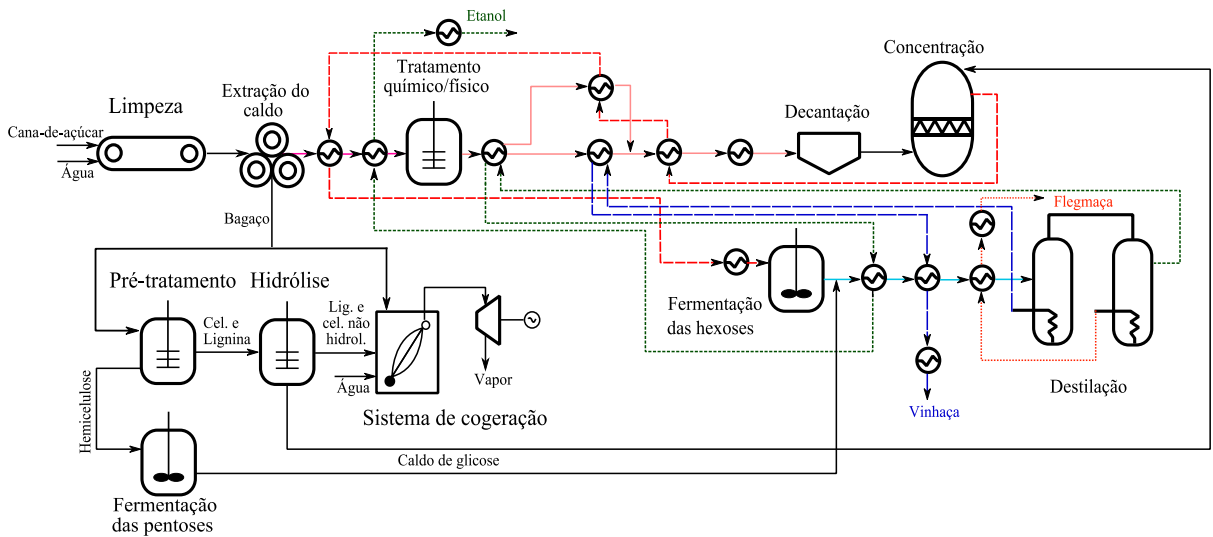 Etanol
Concentração
Tratamento
químico/físico
Extração do
caldo
Limpeza
Decantação
Cana-de-açúcar
Água
Bagaço
Flegmaça
Pré-tratamento
Hidrólise
Lig. e
cel. não
hidrol.
Cel. e
Lignina
Fermentação
das hexoses
Água
Vapor
Destilação
Sistema de cogeração
Vinhaça
Hemicelulose
Caldo de glicose
Fermentação
das pentoses